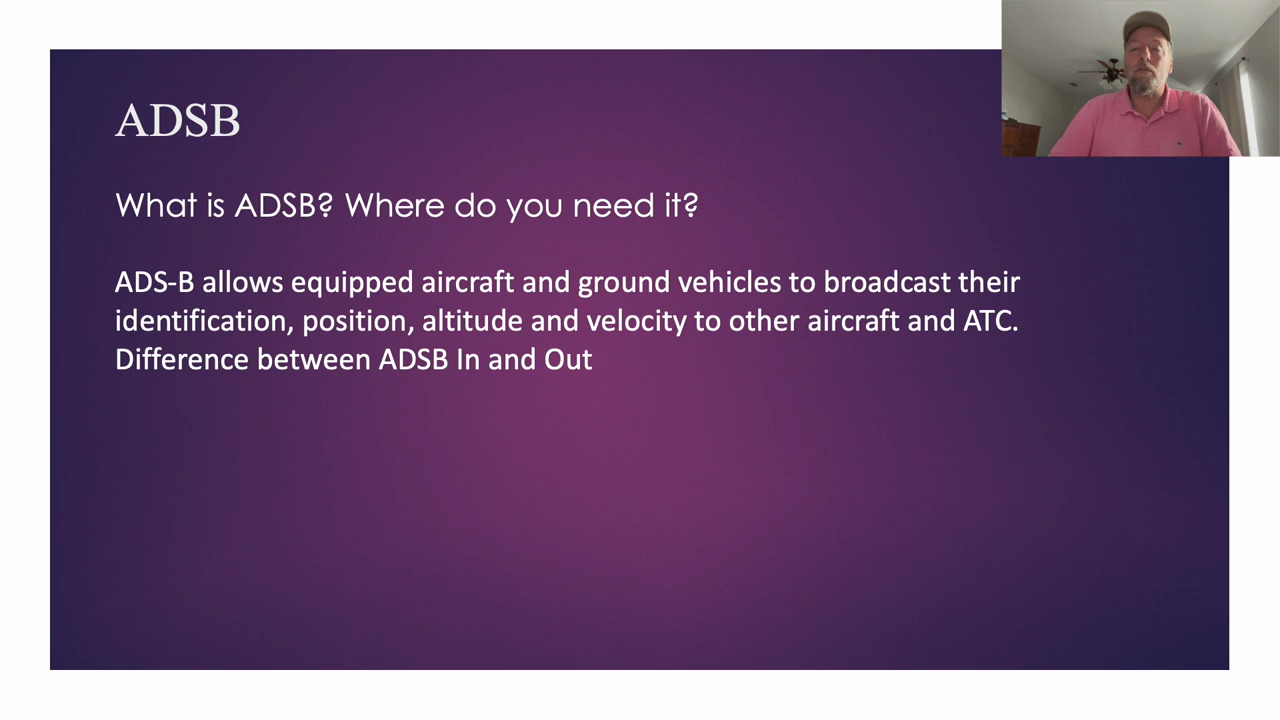 ADSB
What is ADSB? Where do you need it?
ADS-B allows equipped aircraft and ground vehicles to broadcast their
identification, position, altitude and velocity to other aircraft and ATC.
Difference between ADSB In and Out